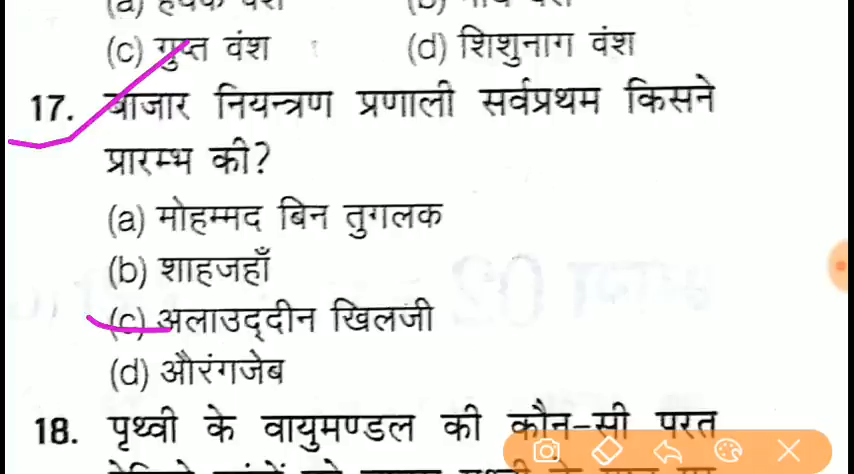 (c) गुप्त वंश (d) शिशुनाग वंश
17. बाजार नियन्त्रण प्रणाली सर्वप्रथम किसने
प्रारम्भ की?
(a) मोहम्मद बिन तुगलक
(b) शाहजहाँ
(c) अलाउद्दीन खिलजी
(d) औरंगजेब
18. पृथ्वी के वायुमण्डल की कौन-सी परत